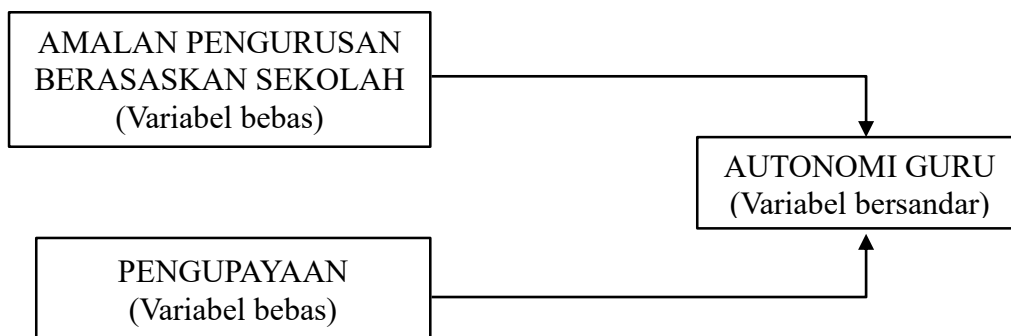 AMALAN PENGURUSAN
BERASASKAN SEKOLAH
(Variabel bebas)
AUTONOMI GURU
(Variabel bersandar)
PENGUPAYAAN
(Variabel bebas)